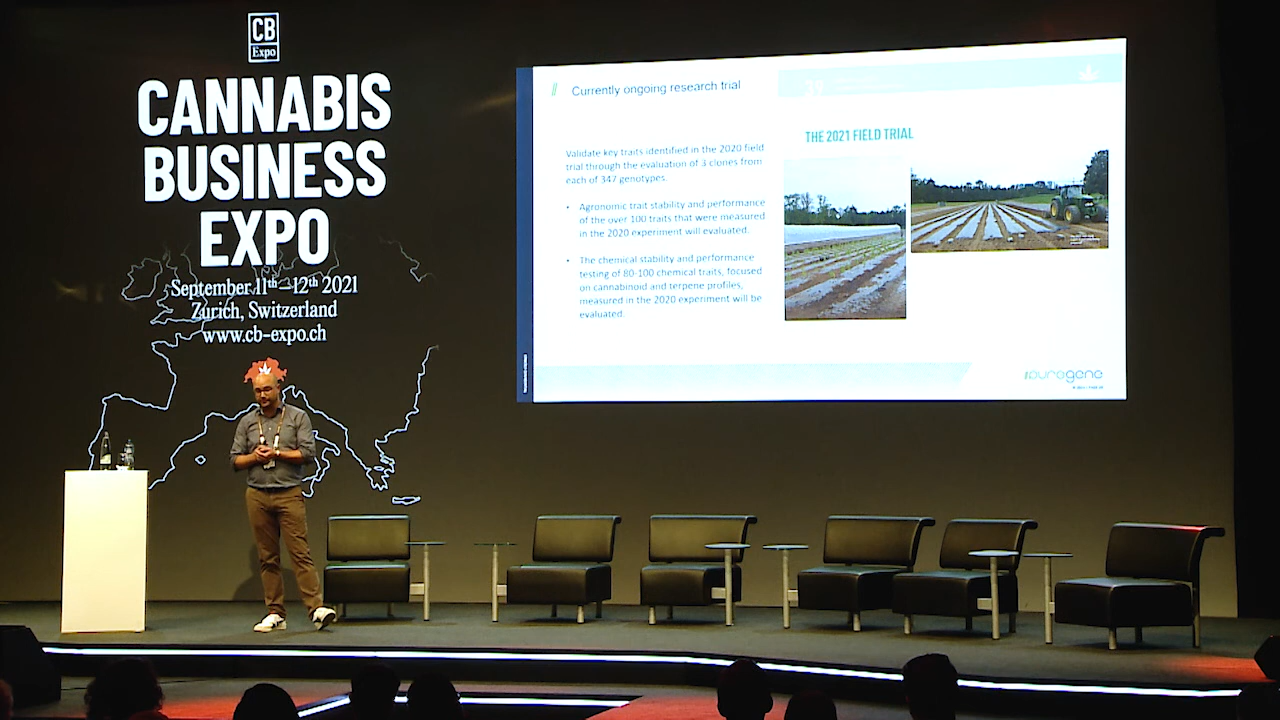 CB
Expo
CANNABIS
BUSINESS
EXPO
September 11th–12th 2021
Zürich, Switzerland
www.cb-expo.ch
// Currently ongoing research trial
Validate key traits identified in the 2020 field
trial through the evaluation of 3 clones from
each of 347 genotypes.
• Agronomic trait stability and performance
of the over 100 traits that were measured
in the 2020 experiment will evaluated.
• The chemical stability and performance
testing of 80-100 chemical traits, focused
on cannabinoid and terpene profiles,
measured in the 2020 experiment will be
evaluated.
THE 2021 FIELD TRIAL
puregene